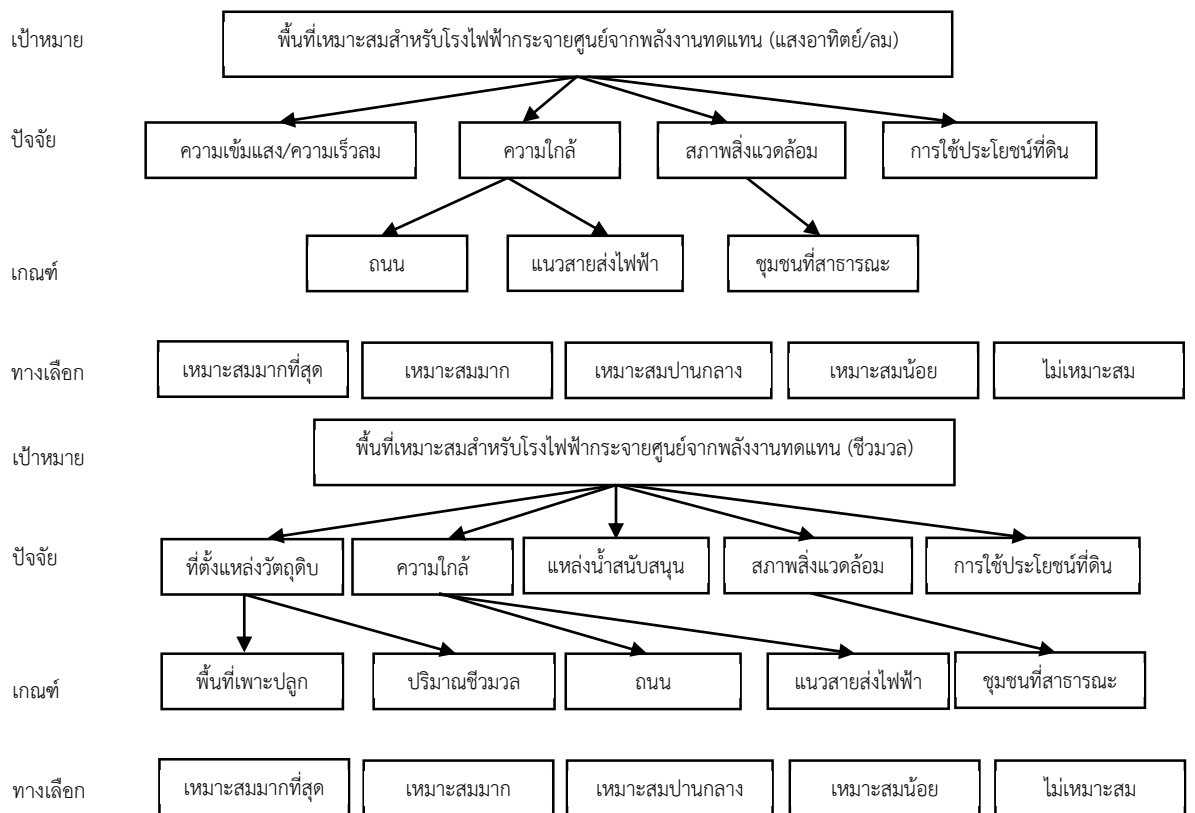 เป้าหมาย
พื้นที่เหมาะสมสำหรับโรงไฟฟ้ากระจายศูนย์จากพลังงานทดแทน (แสงอาทิตย์/ลม)
ปัจจัย
ความเข้มแสง/ความเร็วลม
ความใกล้
สภาพสิ่งแวดล้อม
การใช้ประโยชน์ที่ดิน
เกณฑ์
ถนน
แนวสายส่งไฟฟ้า
ชุมชนที่สาธารณะ
ทางเลือก
เหมาะสมมากที่สุด
เหมาะสมมาก
เหมาะสมปานกลาง
เหมาะสมน้อย
ไม่เหมาะสม
เป้าหมาย
พื้นที่เหมาะสมสำหรับโรงไฟฟ้ากระจายศูนย์จากพลังงานทดแทน (ชีวมวล)
ปัจจัย
ที่ตั้งแหล่งวัตถุดิบ
ความใกล้
แหล่งน้ำสนับสนุน
สภาพสิ่งแวดล้อม
การใช้ประโยชน์ที่ดิน
เกณฑ์
พื้นที่เพาะปลูก
ปริมาณชีวมวล
ถนน
แนวสายส่งไฟฟ้า
ชุมชนที่สาธารณะ
ทางเลือก
เหมาะสมมากที่สุด
เหมาะสมมาก
เหมาะสมปานกลาง
เหมาะสมน้อย
ไม่เหมาะสม